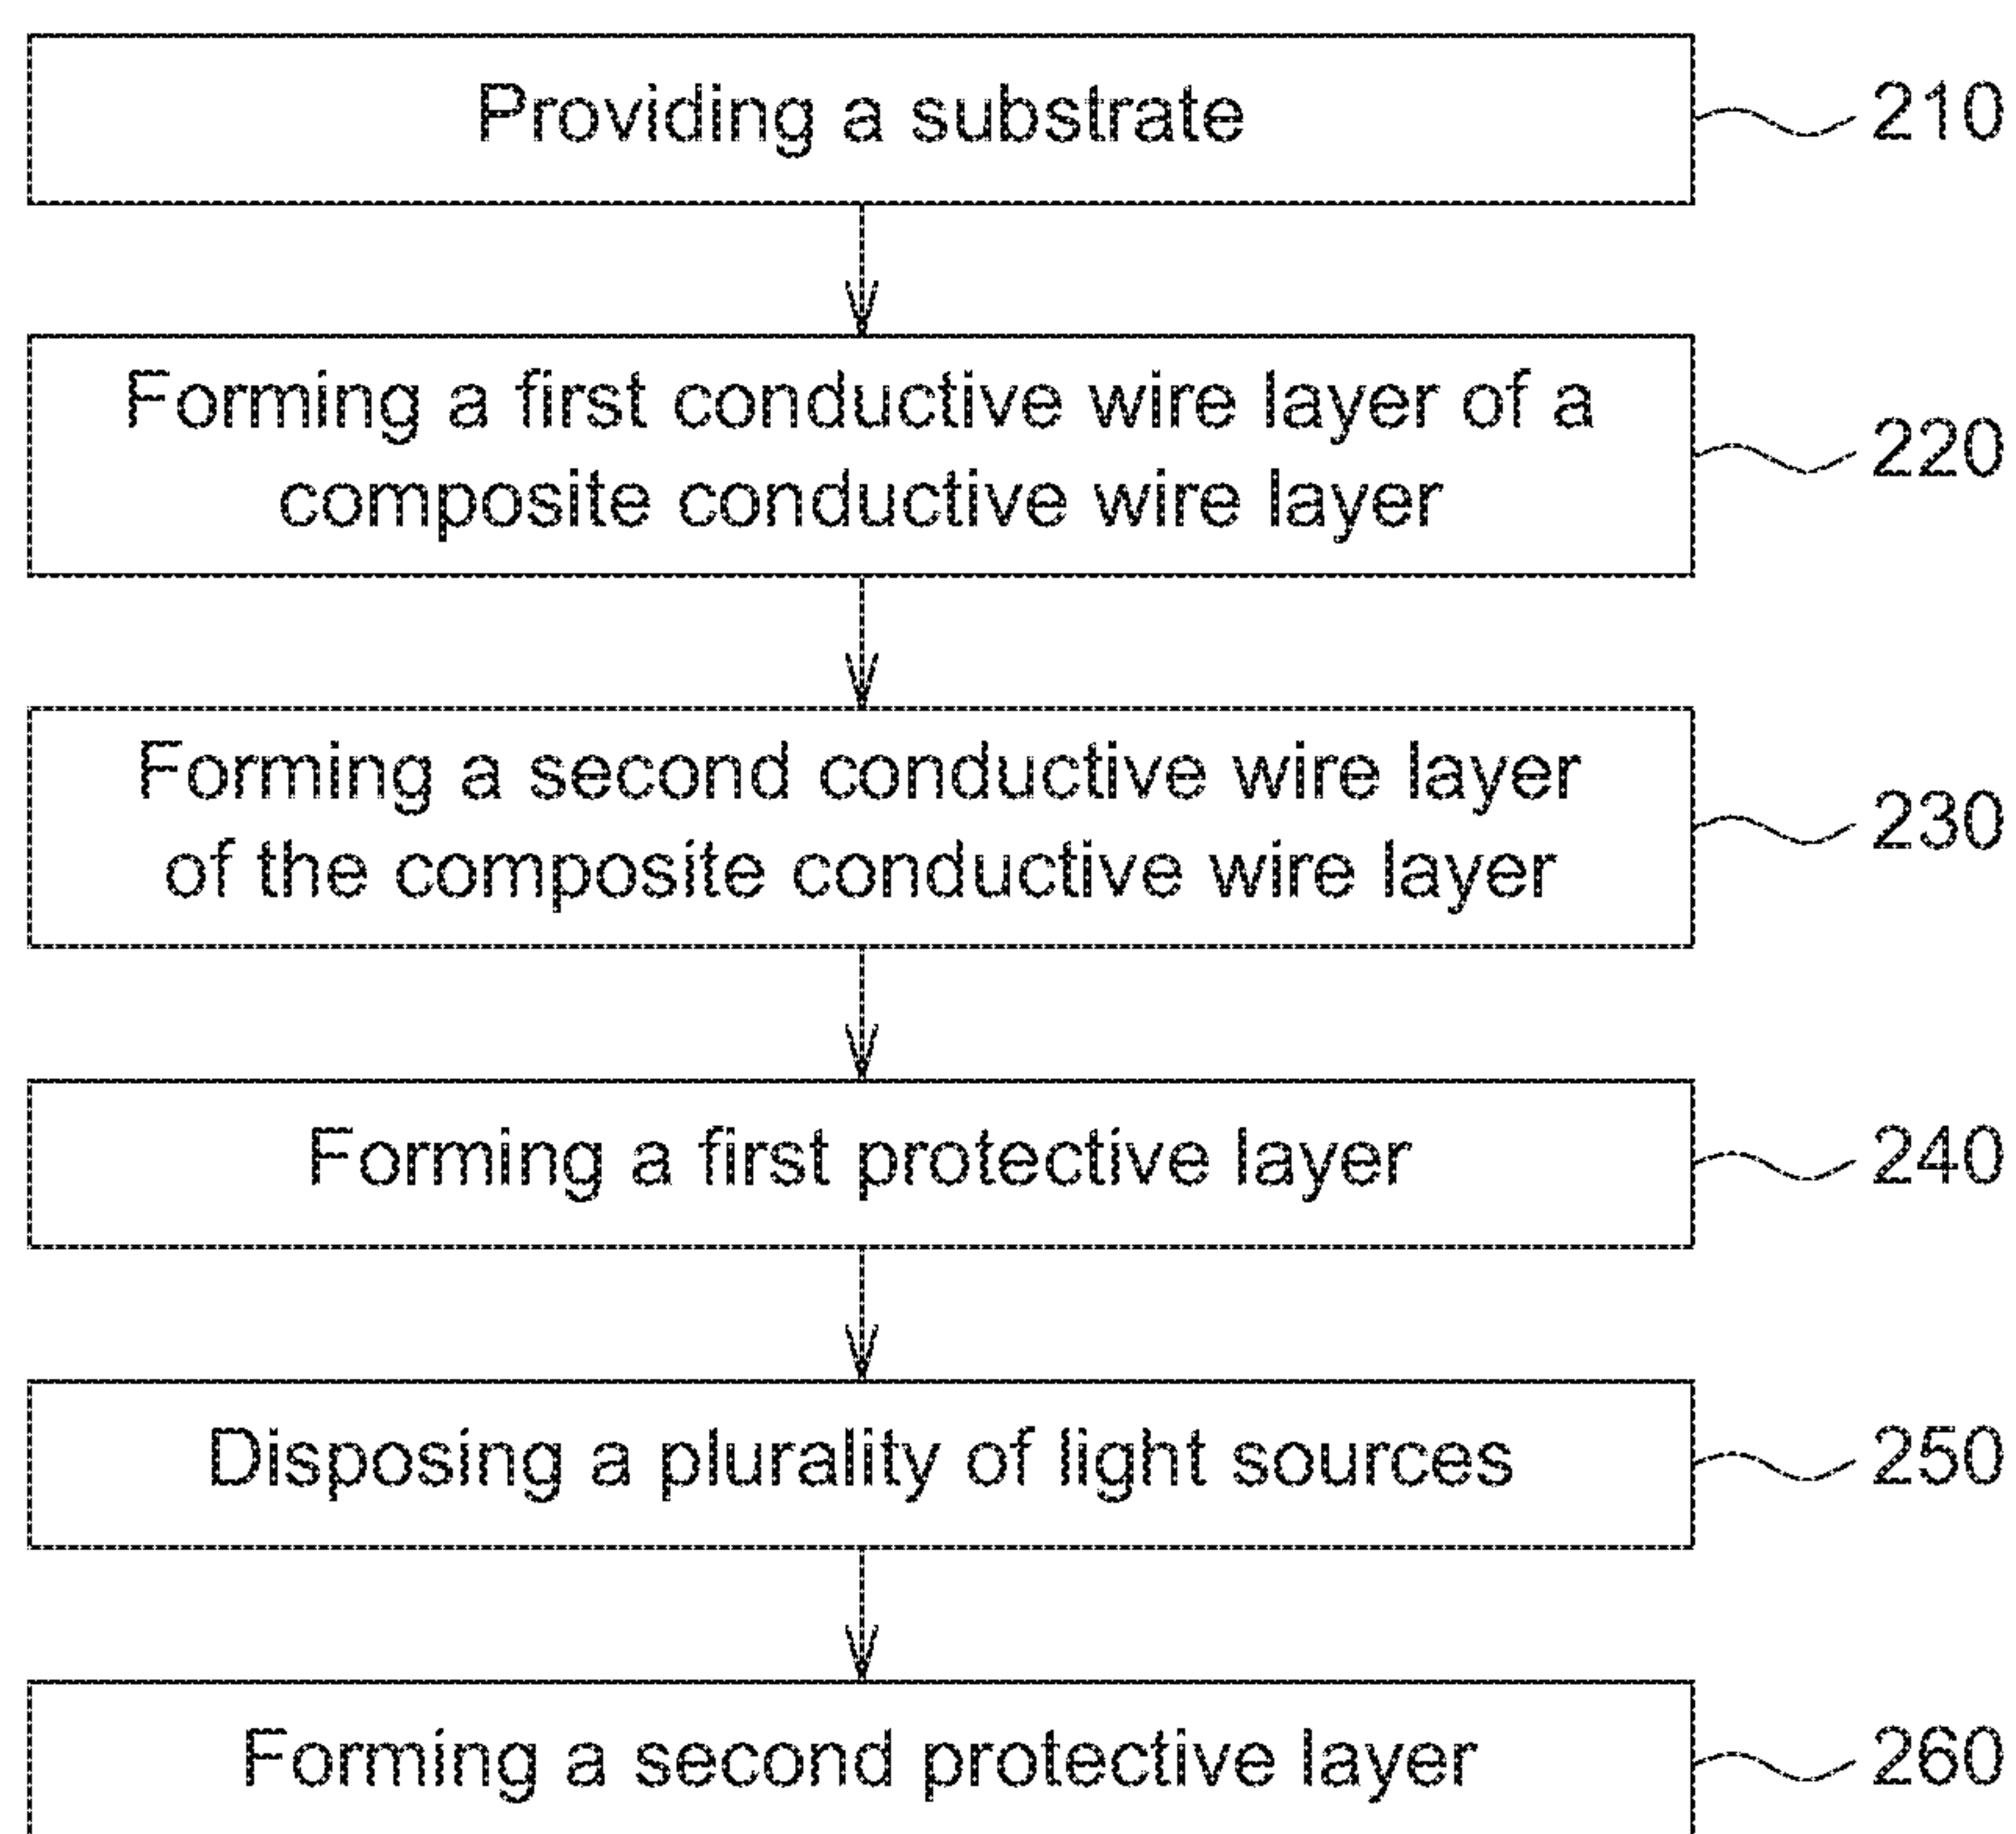 Providing a substrate
210
Forming a first conductive wire layer of a
composite conductive wire layer
220
Forming a second conductive wire layer
of the composite conductive wire layer
230
Forming a first protective layer
240
Disposing a plurality of light sources
250
Forming a second protective layer
260